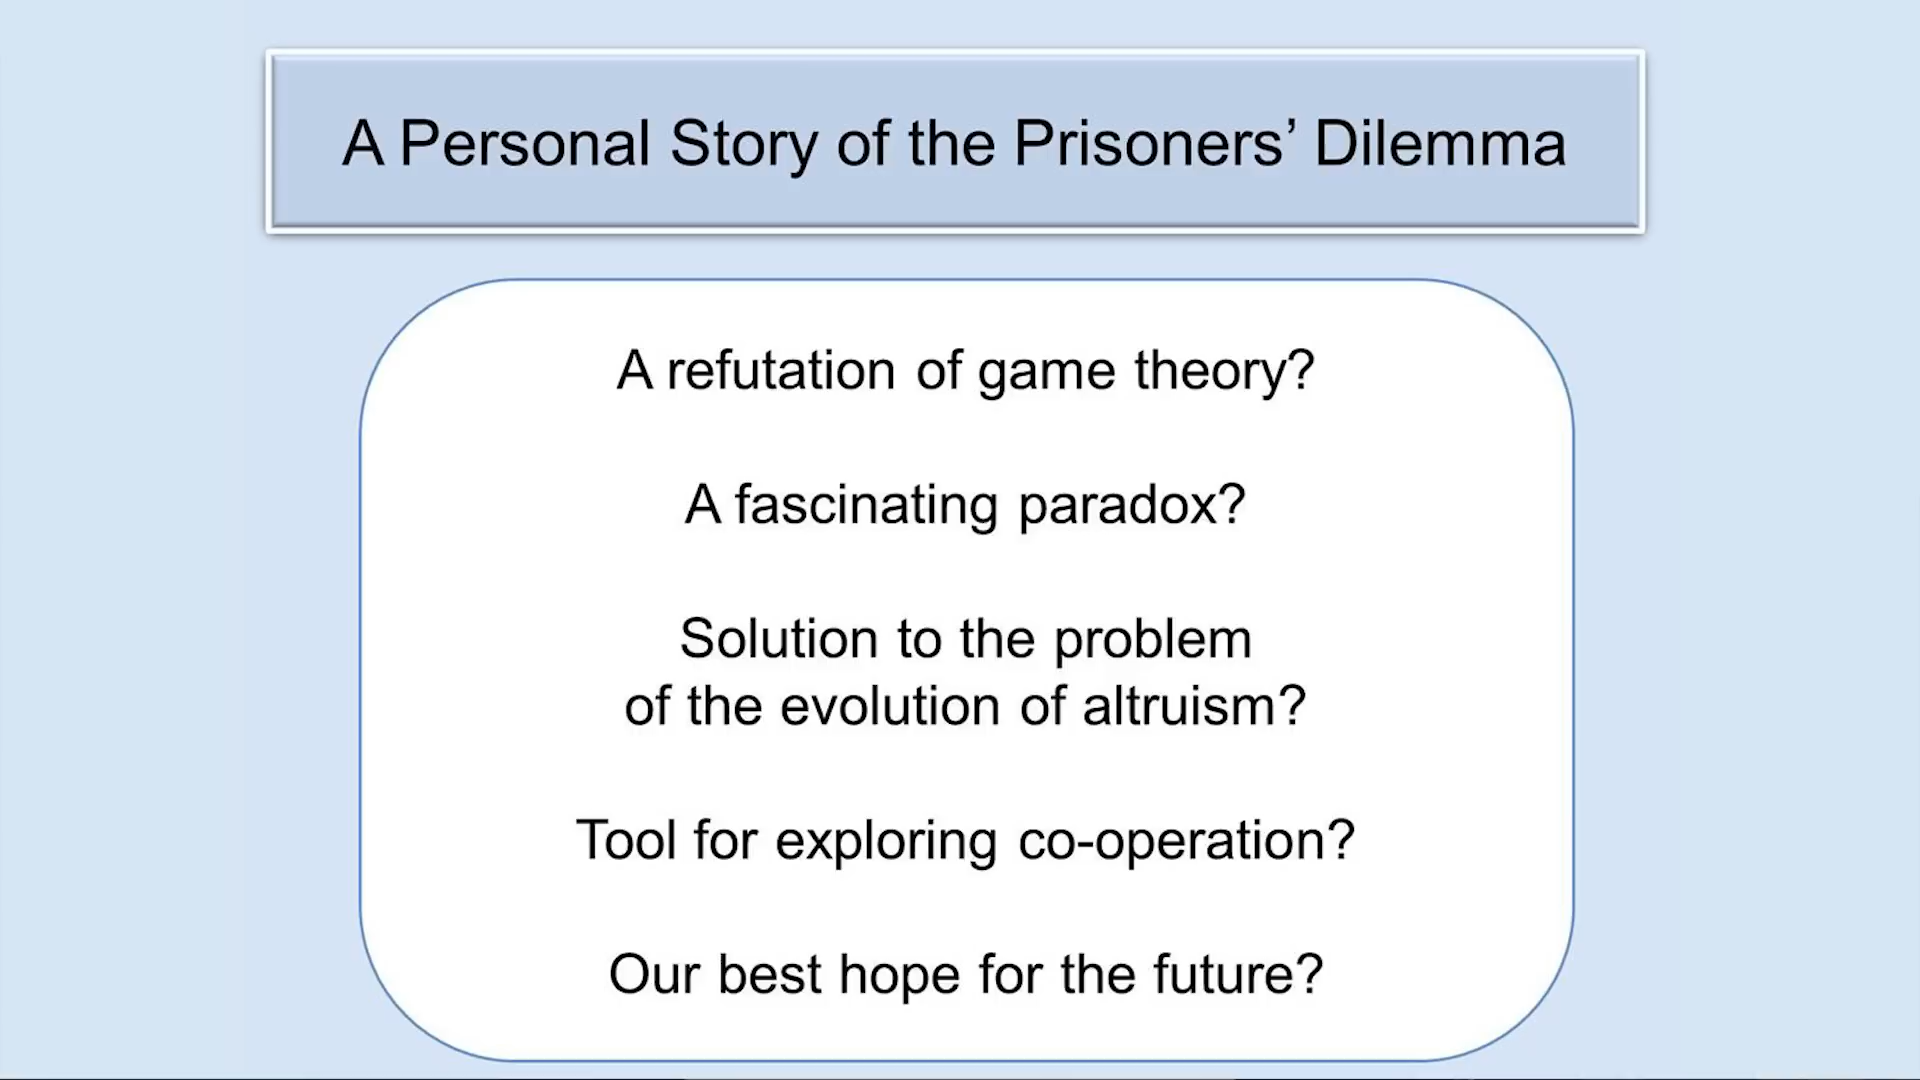 A Personal Story of the Prisoners’ Dilemma
A refutation of game theory?
A fascinating paradox?
Solution to the problem
of the evolution of altruism?
Tool for exploring co-operation?
Our best hope for the future?